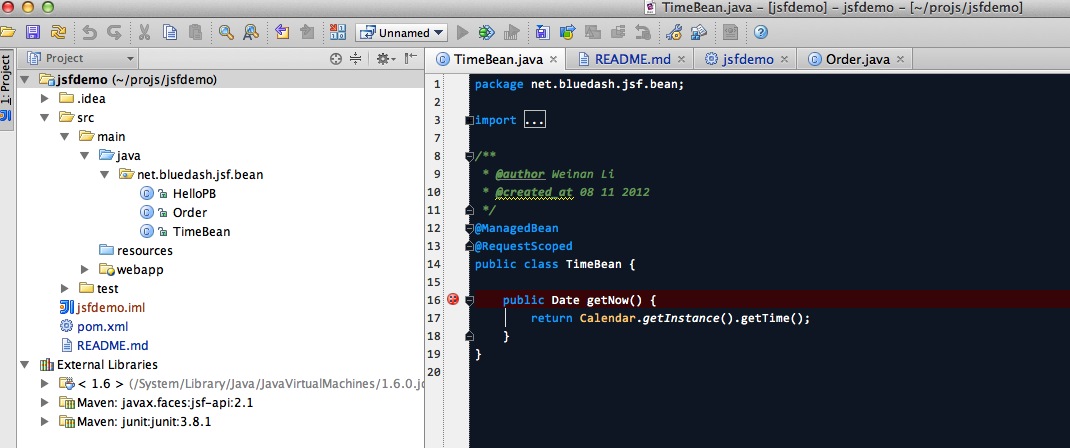 TimeBean.java – [jsfdemo] – jsfdemo – [~/projs/jsfdemo]
Unnamed
1: Project
Project
jsfdemo (~/projs/jsfdemo)
.idea
src
main
java
net.bluedash.jsf.bean
HelloPB
Order
TimeBean
resources
webapp
test
jsfdemo.iml
pom.xml
README.md
External Libraries
< 1.6 > (/System/Library/Java/JavaVirtualMachines/1.6.0.jd
Maven: javax.faces:jsf-api:2.1
Maven: junit:junit:3.8.1
TimeBean.java README.md jsfdemo Order.java
1 package net.bluedash.jsf.bean;
2
3 import ...
7
8 /**
9 * @author Weinan Li
10 * @created_at 08 11 2012
11 */
12 @ManagedBean
13 @RequestScoped
14 public class TimeBean {
15
16 public Date getNow() {
17 return Calendar.getInstance().getTime();
18 }
19 }
20